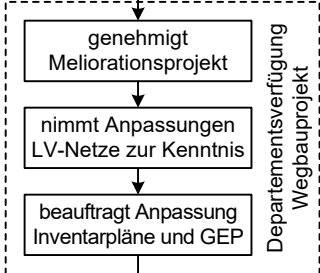 genehmigt
Meliorationsprojekt
nimmt Anpassungen
LV-Netze zur Kenntnis
beauftragt Anpassung
Inventarpläne und GEP
Departementsverfügung
Wegbauprojekt